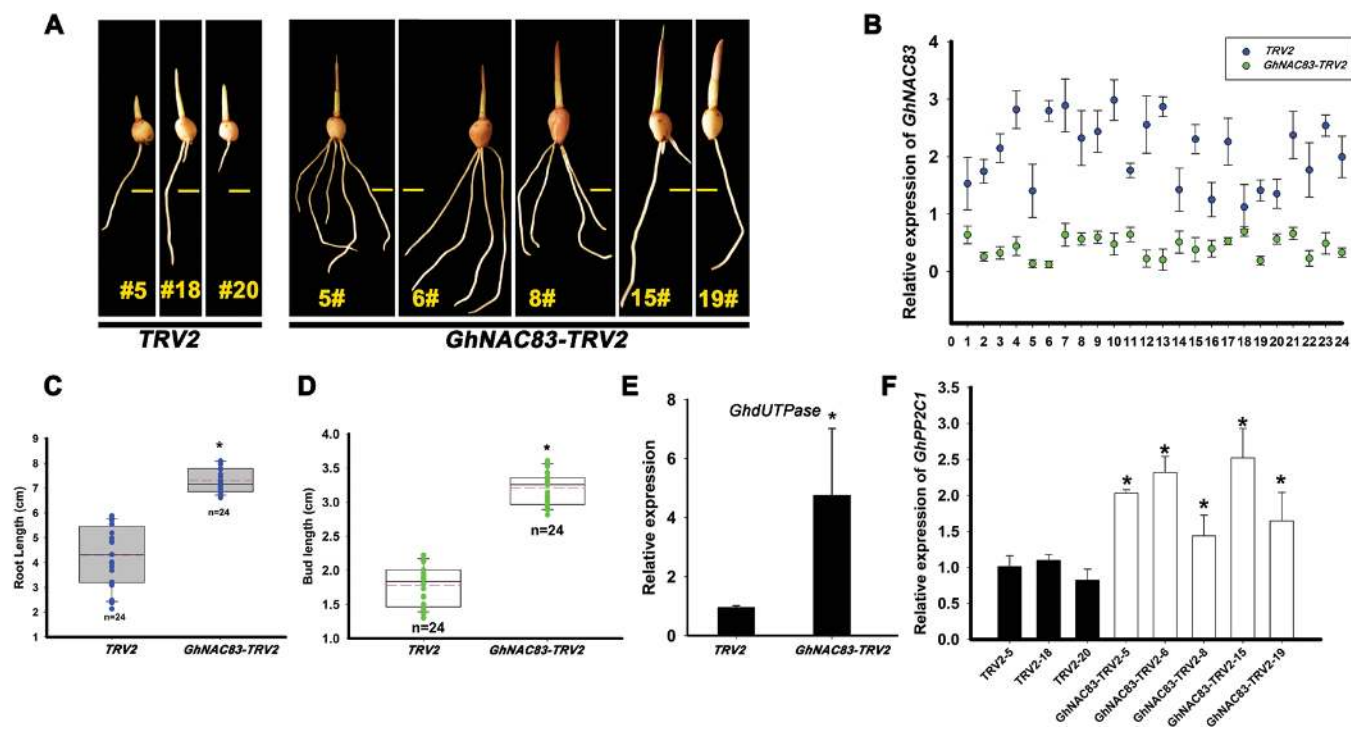 A
#5
#18
#20
5#
6#
8#
15#
19#
TRV2
GhNAC83-TRV2
B
Relative expression of GhNAC83
4
3
2
1
0
TRV2
GhNAC83-TRV2
0 1 2 3 4 5 6 7 8 9 10 11 12 13 14 15 16 17 18 19 20 21 22 23 24
C
Root Length (cm)
9
8
7
6
5
4
3
2
1
*
n=24
n=24
TRV2
GhNAC83-TRV2
D
Bud length (cm)
4.0
3.5
3.0
2.5
2.0
1.5
1.0
*
n=24
n=24
TRV2
GhNAC83-TRV2
E
Relative expression
8
6
4
2
0
GhdUTPase
*
TRV2
GhNAC83-TRV2
F
Relative expression of GhPP2C1
3.5
3.0
2.5
2.0
1.5
1.0
0.5
0.0
*
*
*
*
*
TRV2-5
TRV2-18
TRV2-20
GhNAC83-TRV2-5
GhNAC83-TRV2-6
GhNAC83-TRV2-8
GhNAC83-TRV2-15
GhNAC83-TRV2-19